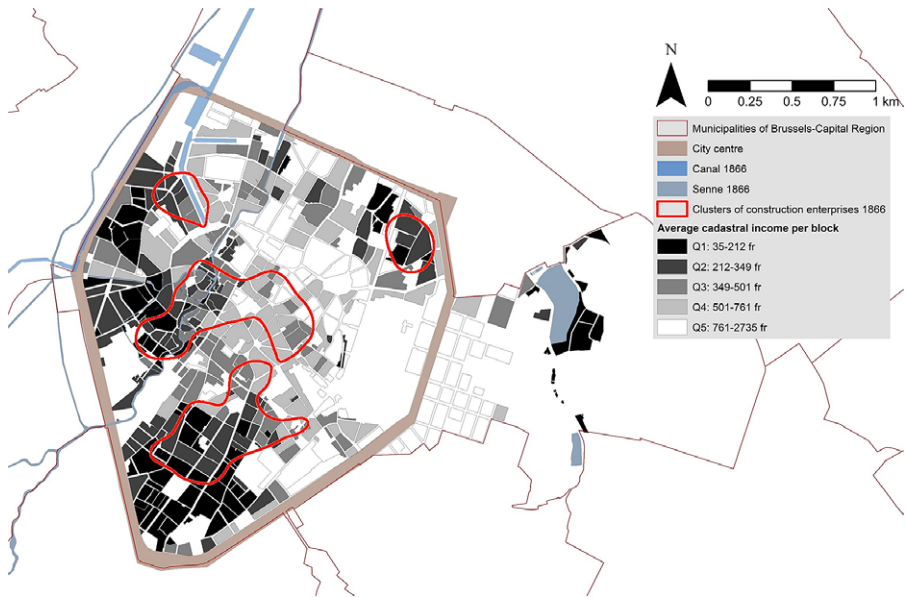 N
0 0.25 0.5 0.75 1 km
Municipalities of Brussels-Capital Region
City centre
Canal 1866
Senne 1866
Clusters of construction enterprises 1866
Average cadastral income per block
Q1: 35-212 fr
Q2: 212-349 fr
Q3: 349-501 fr
Q4: 501-761 fr
Q5: 761-2735 fr